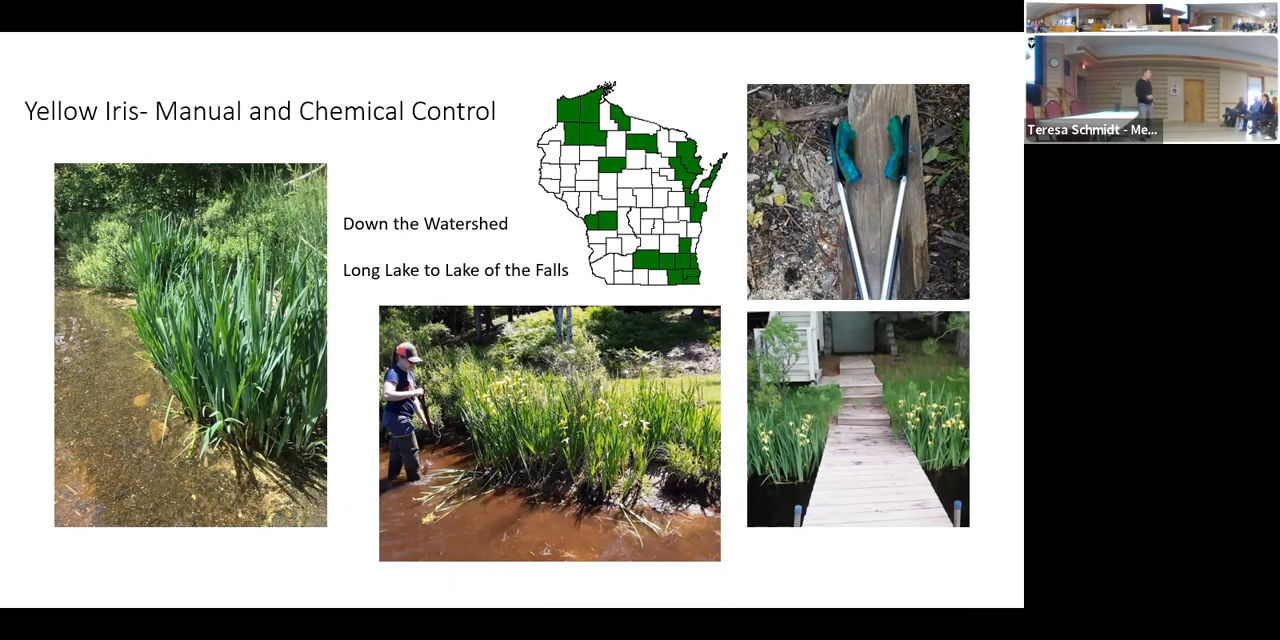 Yellow Iris- Manual and Chemical Control
Down the Watershed
Long Lake to Lake of the Falls
Teresa Schmidt - Me...